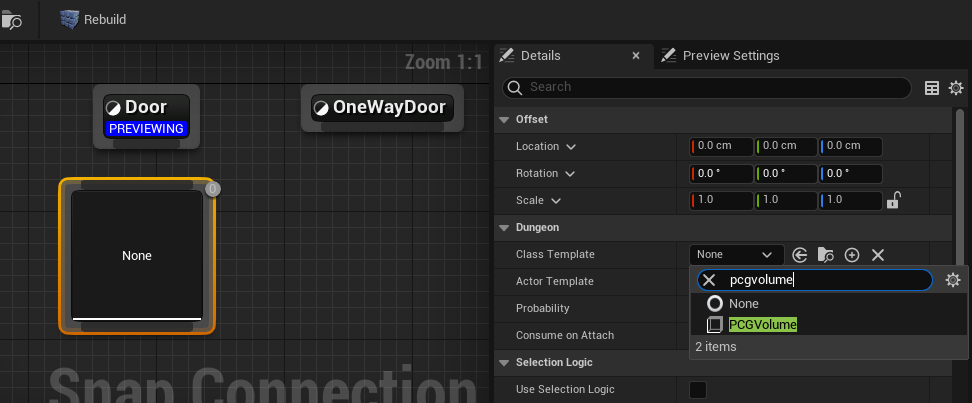 Rebuild
Zoom 1:1
Door
PREVIEWING
OneWayDoor
0
None
Snap Connection
Details
Preview Settings
Search
Offset
Location 0.0 cm 0.0 cm 0.0 cm
Rotation 0.0 ° 0.0 ° 0.0 °
Scale 1.0 1.0 1.0
Dungeon
Class Template None
pcgvolume
Actor Template
None
Probability
PCGVolume
Consume on Attach
2 items
Selection Logic
Use Selection Logic